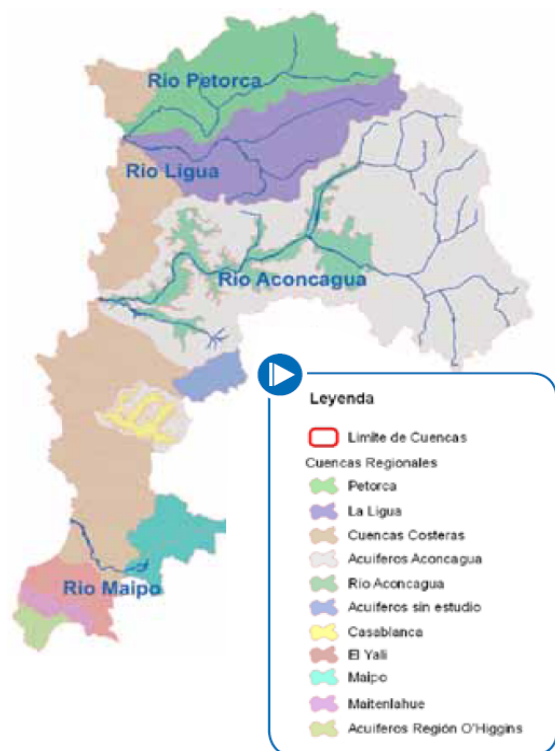 Rio Petorca
Rio Ligua
Rio Aconcagua
Rio Maipo
Leyenda
Limite de Cuencas
Cuencas Regionales
Petorca
La Ligua
Cuencas Costeras
Acuiferos Aconcagua
Rio Aconcagua
Acuiferos sin estudio
Casablanca
El Yali
Maipo
Maitenlahue
Acuiferos Región O'Higgins